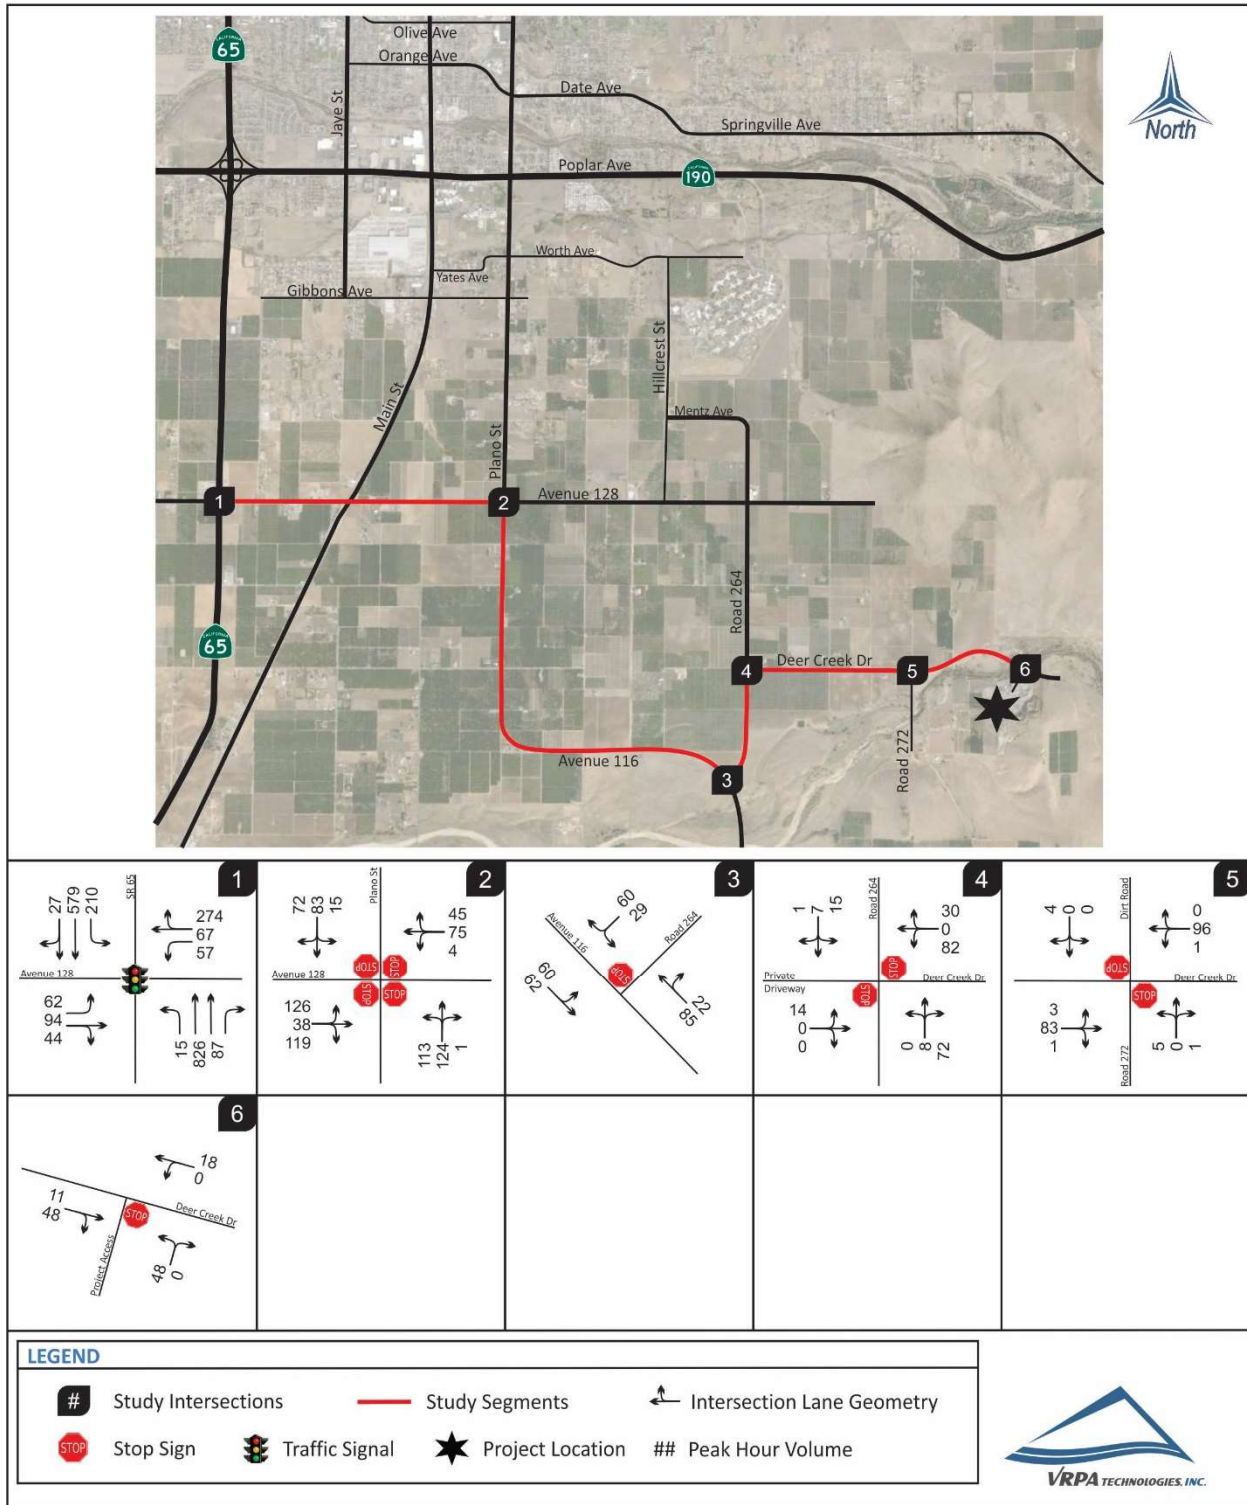 CALIFORNIA
65
Olive Ave
Orange Ave
Jaye St
Date Ave
Springville Ave
North
Poplar Ave
CALIFORNIA
190
Worth Ave
Yates Ave
Gibbons Ave
Hillcrest St
Main St
Mentz Ave
Plano St
1
2
Avenue 128
Road 264
CALIFORNIA
65
4
Deer Creek Dr
5
6
Avenue 116
3
Road 272
1
27
579
210
SR 65
274
67
57
Avenue 128
62
94
44
15
826
87
2
72
83
15
Plano St
45
75
4
STOP
STOP
Avenue 128
STOP
STOP
126
38
119
113
124
1
3
60
29
Avenue 116
Road 264
STOP
60
62
22
85
4
1
7
15
Road 264
30
0
82
STOP
Private
Driveway
Deer Creek Dr
STOP
14
0
0
0
8
72
5
4
0
0
Dirt Road
0
96
1
STOP
Deer Creek Dr
STOP
3
83
1
Road 272
5
0
1
6
18
0
11
48
STOP
Deer Creek Dr
Project Access
48
0
LEGEND
# Study Intersections
Study Segments
Intersection Lane Geometry
STOP Stop Sign
Traffic Signal
Project Location
## Peak Hour Volume
VRPA TECHNOLOGIES, INC.